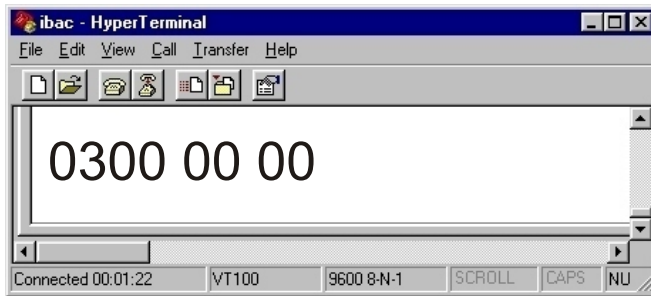 ibac - HyperTerminal
File Edit View Call Transfer Help
0300 00 00
Connected 00:01:22 VT100 9600 8-N-1 SCROLL CAPS NU